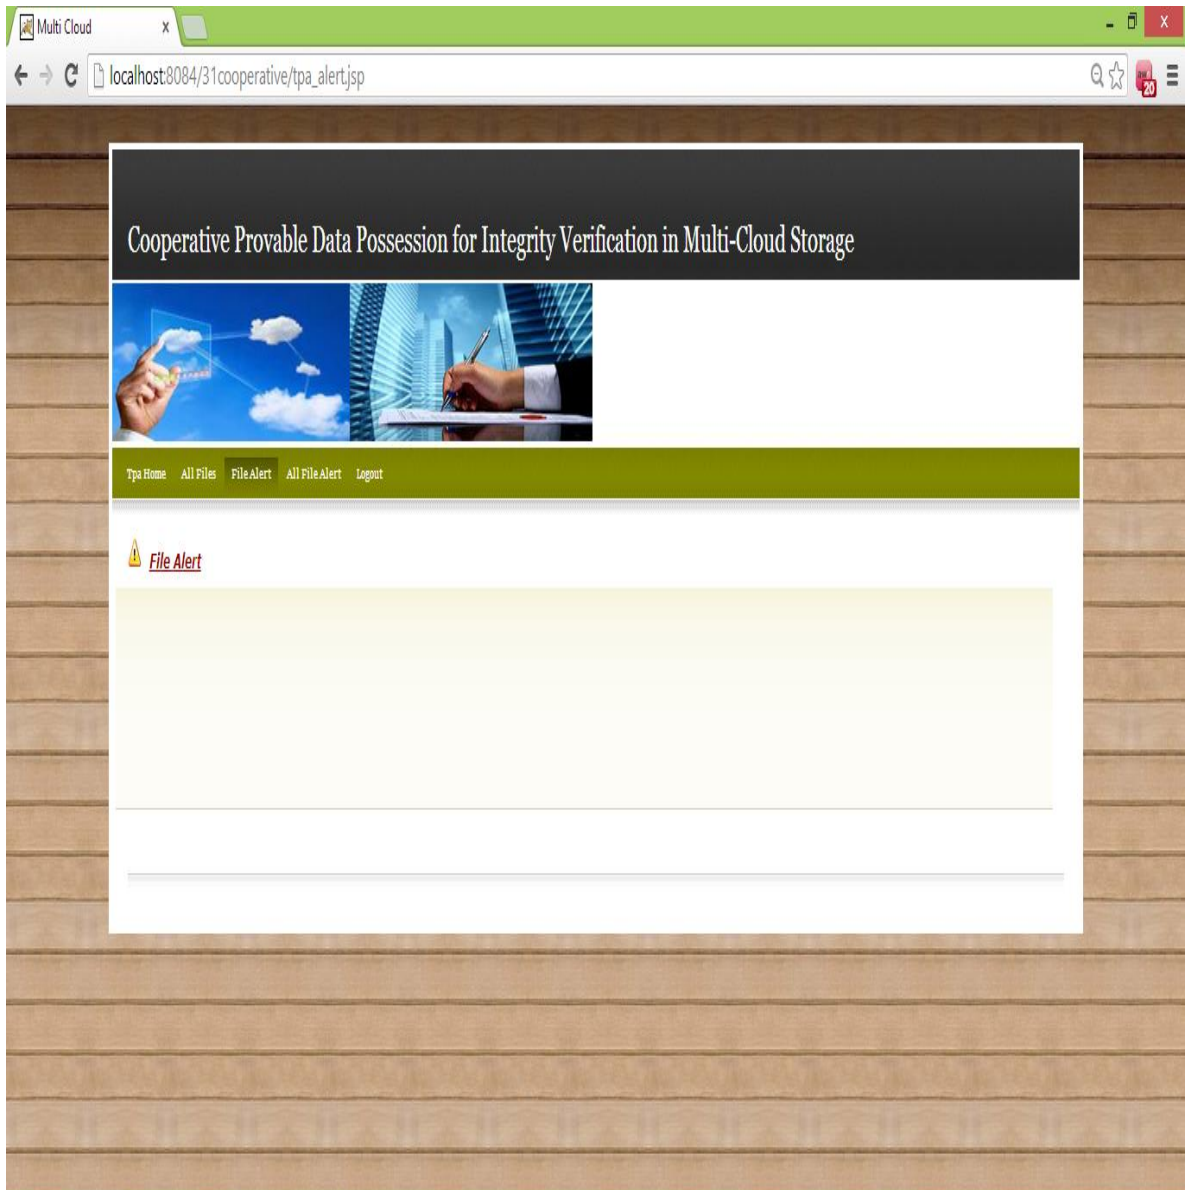 Multi Cloud
localhost:8084/31cooperative/tpa_alert.jsp
20
Cooperative Provable Data Possession for Integrity Verification in Multi-Cloud Storage
Tpa Home All Files File Alert All File Alert Logout
File Alert